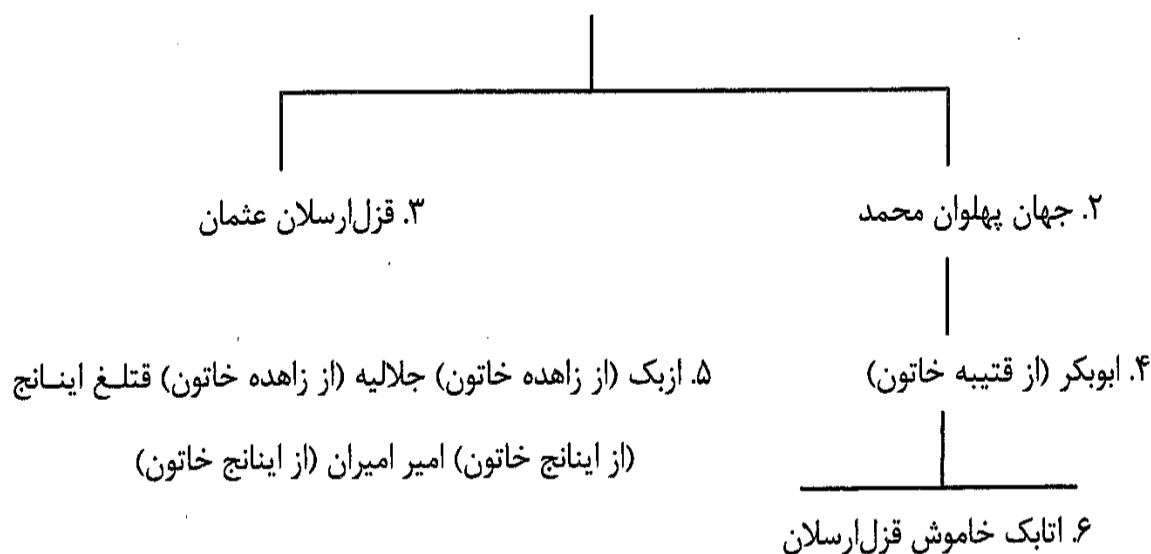 ۲. جهان پهلوان محمد
۳. قزل‌ارسلان عثمان
۴. ابوبکر (از قتیبه خاتون)
۵. ازبک (از زاهده خاتون) جلالیه (از زاهده خاتون) قتلغ اینانج
(از اینانج خاتون) امیر امیران (از اینانج خاتون)
۶. اتابک خاموش قزل‌ارسلان